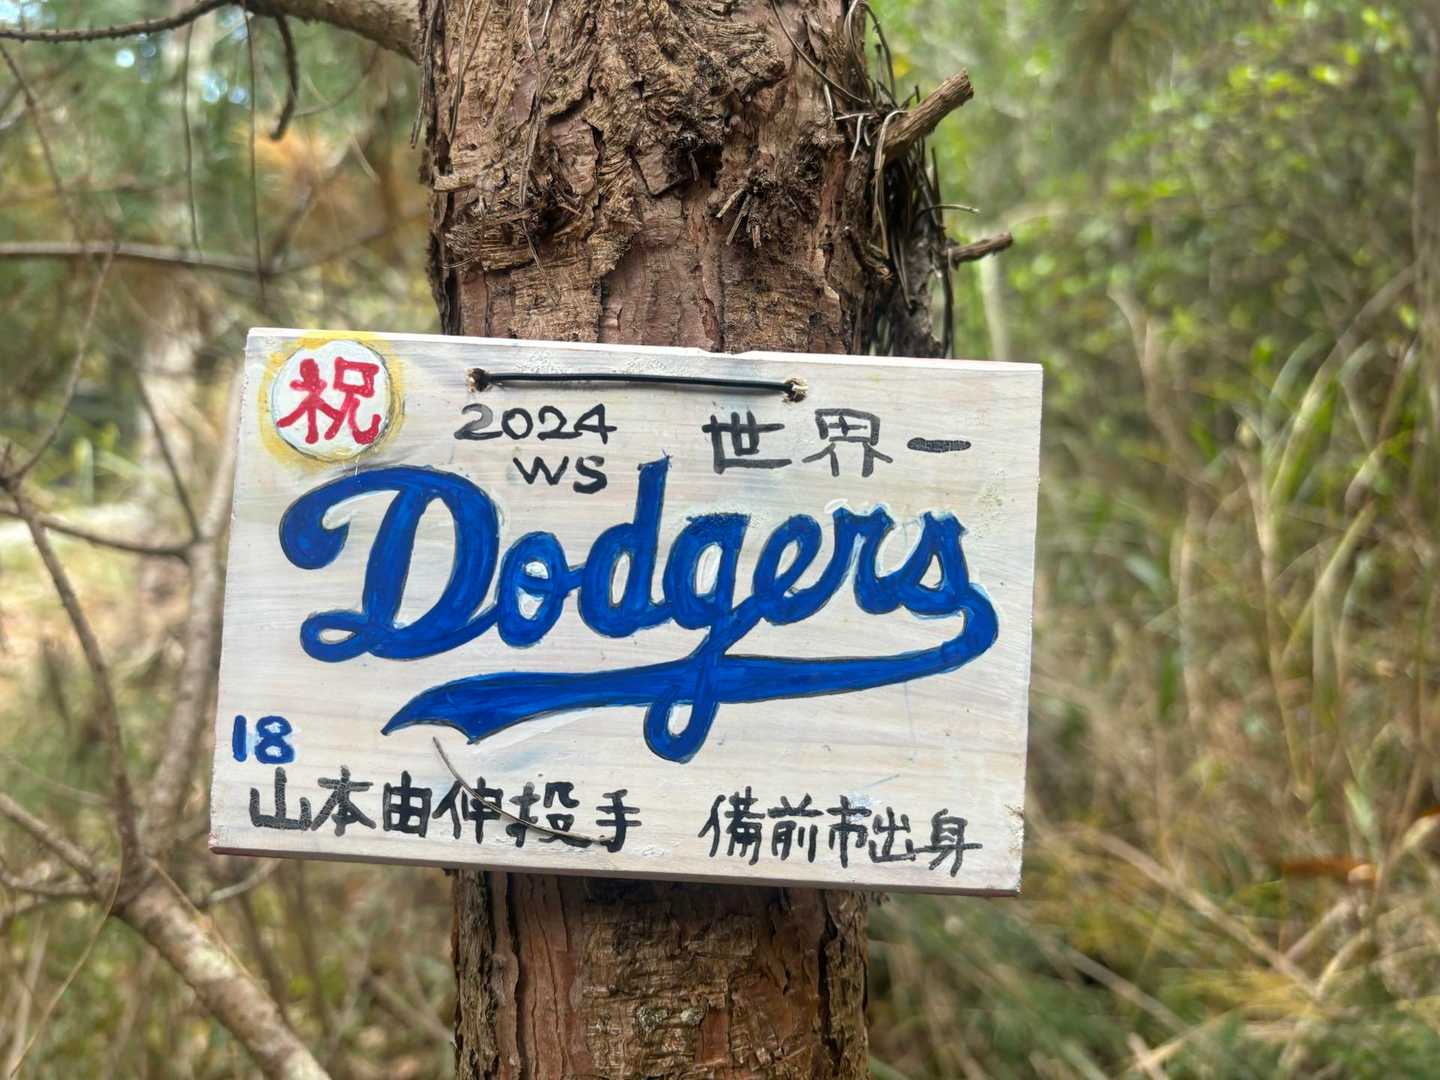 祝
2024 世界一
WS
Dodgers
18
山本由伸投手 備前市出身